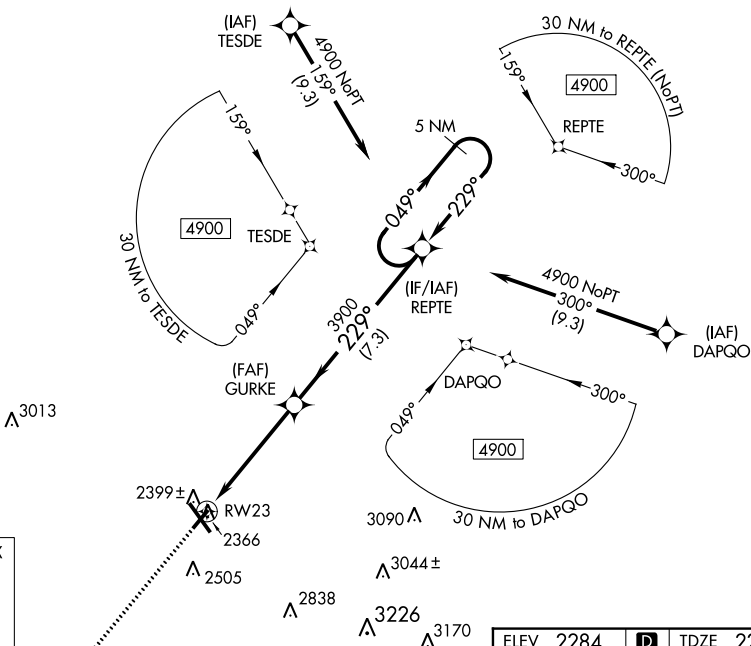 (IAF)
TESDE
4900 NoPT
159°
(9.3)
30 NM to REPTE (NoPT)
159°
4900
REPTE
300°
5 NM
049°
229°
159°
4900
TESDE
30 NM to TESDE
049°
(IF/IAF)
REPTE
4900 NoPT
300°
(9.3)
(IAF)
DAPQO
3900
229°
(7.3)
(FAF)
GURKE
DAPQO
300°
049°
4900
30 NM to DAPQO
3013
2399±
RW23
2366
2505
3090
3044±
2838
3226
3170
ELEV 2284 D TDZE